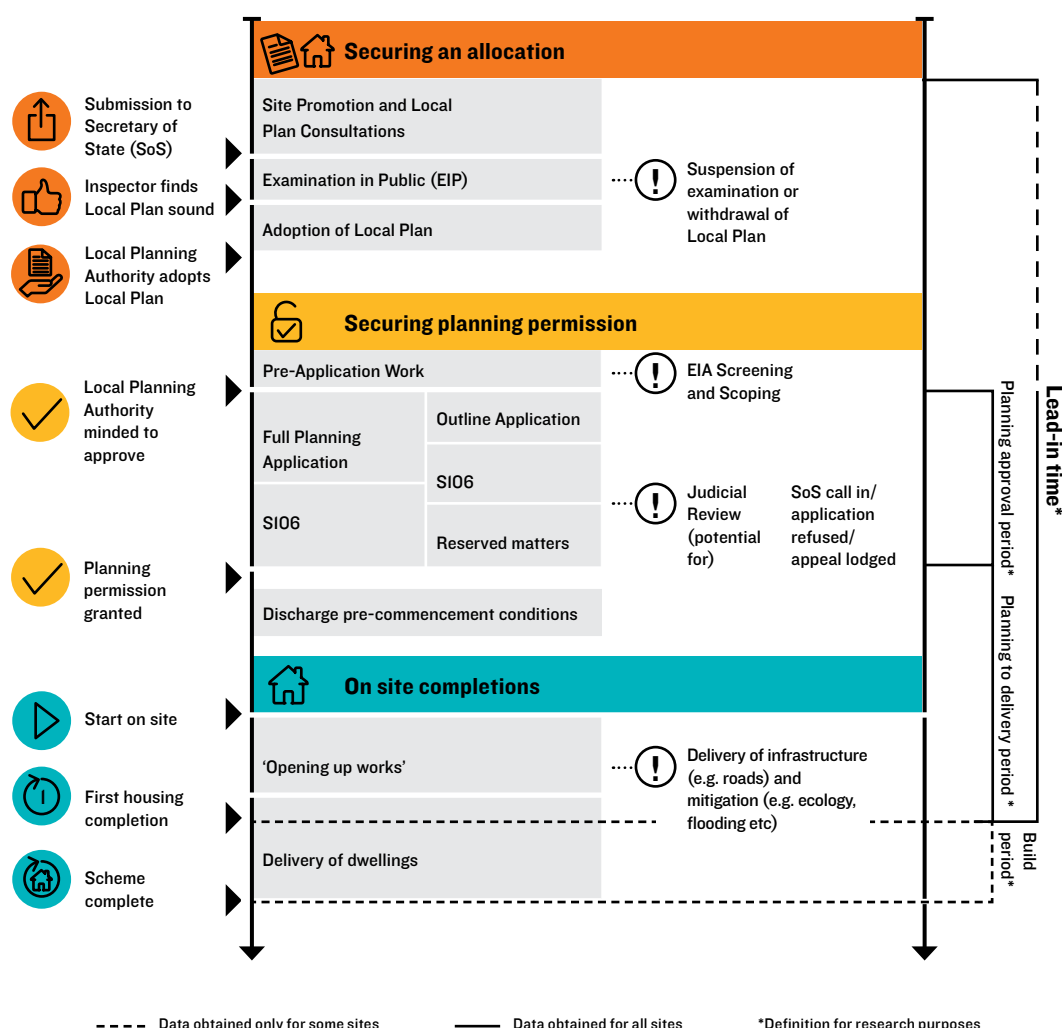 Securing an allocation
Submission to
Secretary of
State (SoS)
Site Promotion and Local
Plan Consultations
Inspector finds
Local Plan sound
Examination in Public (EIP)
Suspension of
examination or
withdrawal of
Local Plan
Adoption of Local Plan
Local Planning
Authority adopts
Local Plan
Securing planning permission
Pre-Application Work
EIA Screening
and Scoping
Local Planning
Authority
minded to
approve
Full Planning
Application
Outline Application
S106
S106
Reserved matters
Judicial
Review
(potential
for)
SoS call in/
application
refused/
appeal lodged
Planning
permission
granted
Discharge pre-commencement conditions
On site completions
Start on site
'Opening up works'
Delivery of infrastructure
(e.g. roads) and
mitigation (e.g. ecology,
flooding etc)
First housing
completion
Delivery of dwellings
Scheme
complete
Lead-in time*
Planning approval period*
Planning to delivery period *
Build
period*
Data obtained only for some sites
Data obtained for all sites
*Definition for research purposes